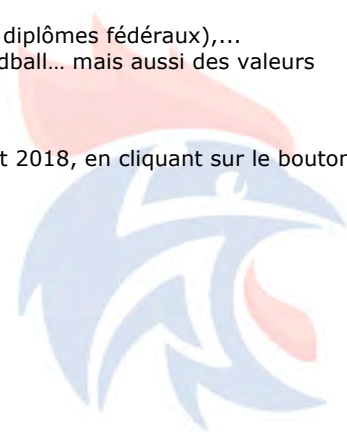 diplômes fédéraux),...
dball… mais aussi des valeurs
t 2018, en cliquant sur le bouton